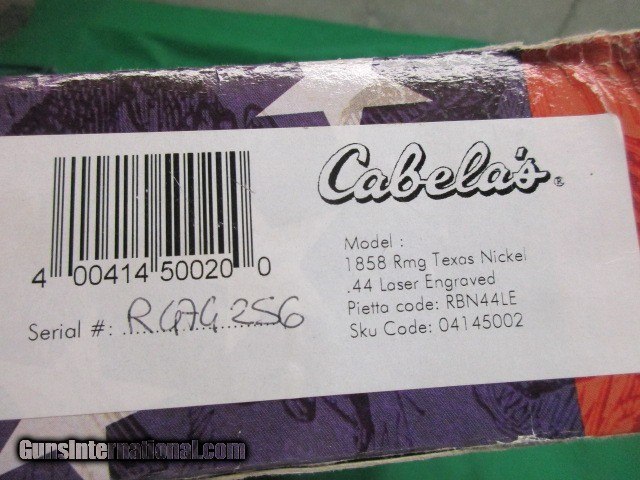 Cabela's®
Model :
1858 Rmg Texas Nickel
.44 Laser Engraved
Pietta code: RBN44LE
Sku Code: 04145002
4 00414 50020 0
Serial #: R474256
GunsInternational.com